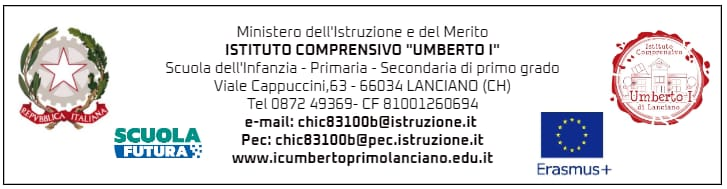 Ministero dell'Istruzione e del Merito
ISTITUTO COMPRENSIVO "UMBERTO I"
Scuola dell'Infanzia - Primaria - Secondaria di primo grado
Viale Cappuccini,63 - 66034 LANCIANO (CH)
Tel 0872 49369- CF 81001260694
e-mail: chic83100b@istruzione.it
Pec: chic83100b@pec.istruzione.it
www.icumbertoprimolanciano.edu.it
REPVBBLICA ITALIANA
SCUOLA
FUTURA
Istituto
Comprensivo
Umberto I
di Lanciano
Erasmus+